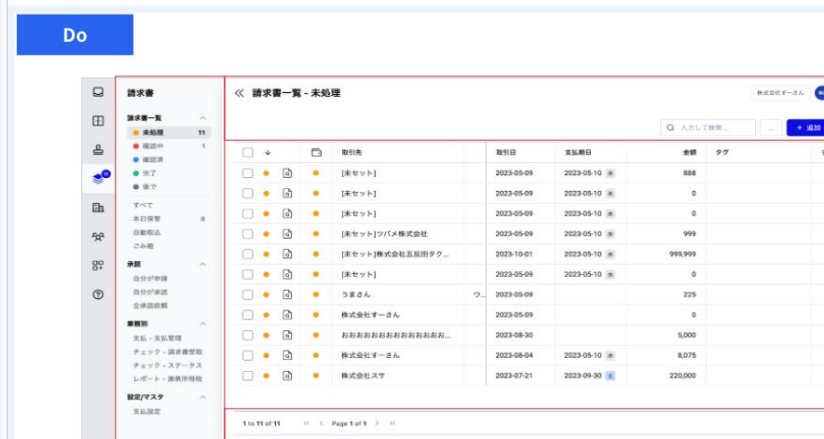 Do
請求書
請求書一覧
未処理 11
確認中 1
確認済
完了
後で
すべて
本日保管 8
自動取込
ごみ箱
承認
自分が申請
自分が承認
全承認依頼
業務別
支払 - 支払管理
チェック - 請求書受取
チェック - ステータス
レポート - 源泉所得税
設定/マスタ
支払設定
請求書一覧 - 未処理
株式会社すーさん
入力して検索...
...
+ 追加
取引先 取引日 支払期日 金額 タグ
[未セット] 2023-05-09 2023-05-10 水 888
[未セット] 2023-05-09 2023-05-10 水 0
[未セット] 2023-05-09 2023-05-10 水 0
[未セット]ツバメ株式会社 2023-05-09 2023-05-10 水 999
[未セット]株式会社五反田タク... 2023-10-01 2023-05-10 水 999,999
[未セット] 2023-05-09 2023-05-10 水 0
うまさん ウ... 2023-05-09 225
株式会社すーさん 2023-05-09 0
おおおおおおおおおおおおお... 2023-08-30 5,000
株式会社すーさん 2023-08-04 2023-05-10 水 8,075
株式会社スサ 2023-07-21 2023-09-30 土 220,000
1 to 11 of 11 Page 1 of 1